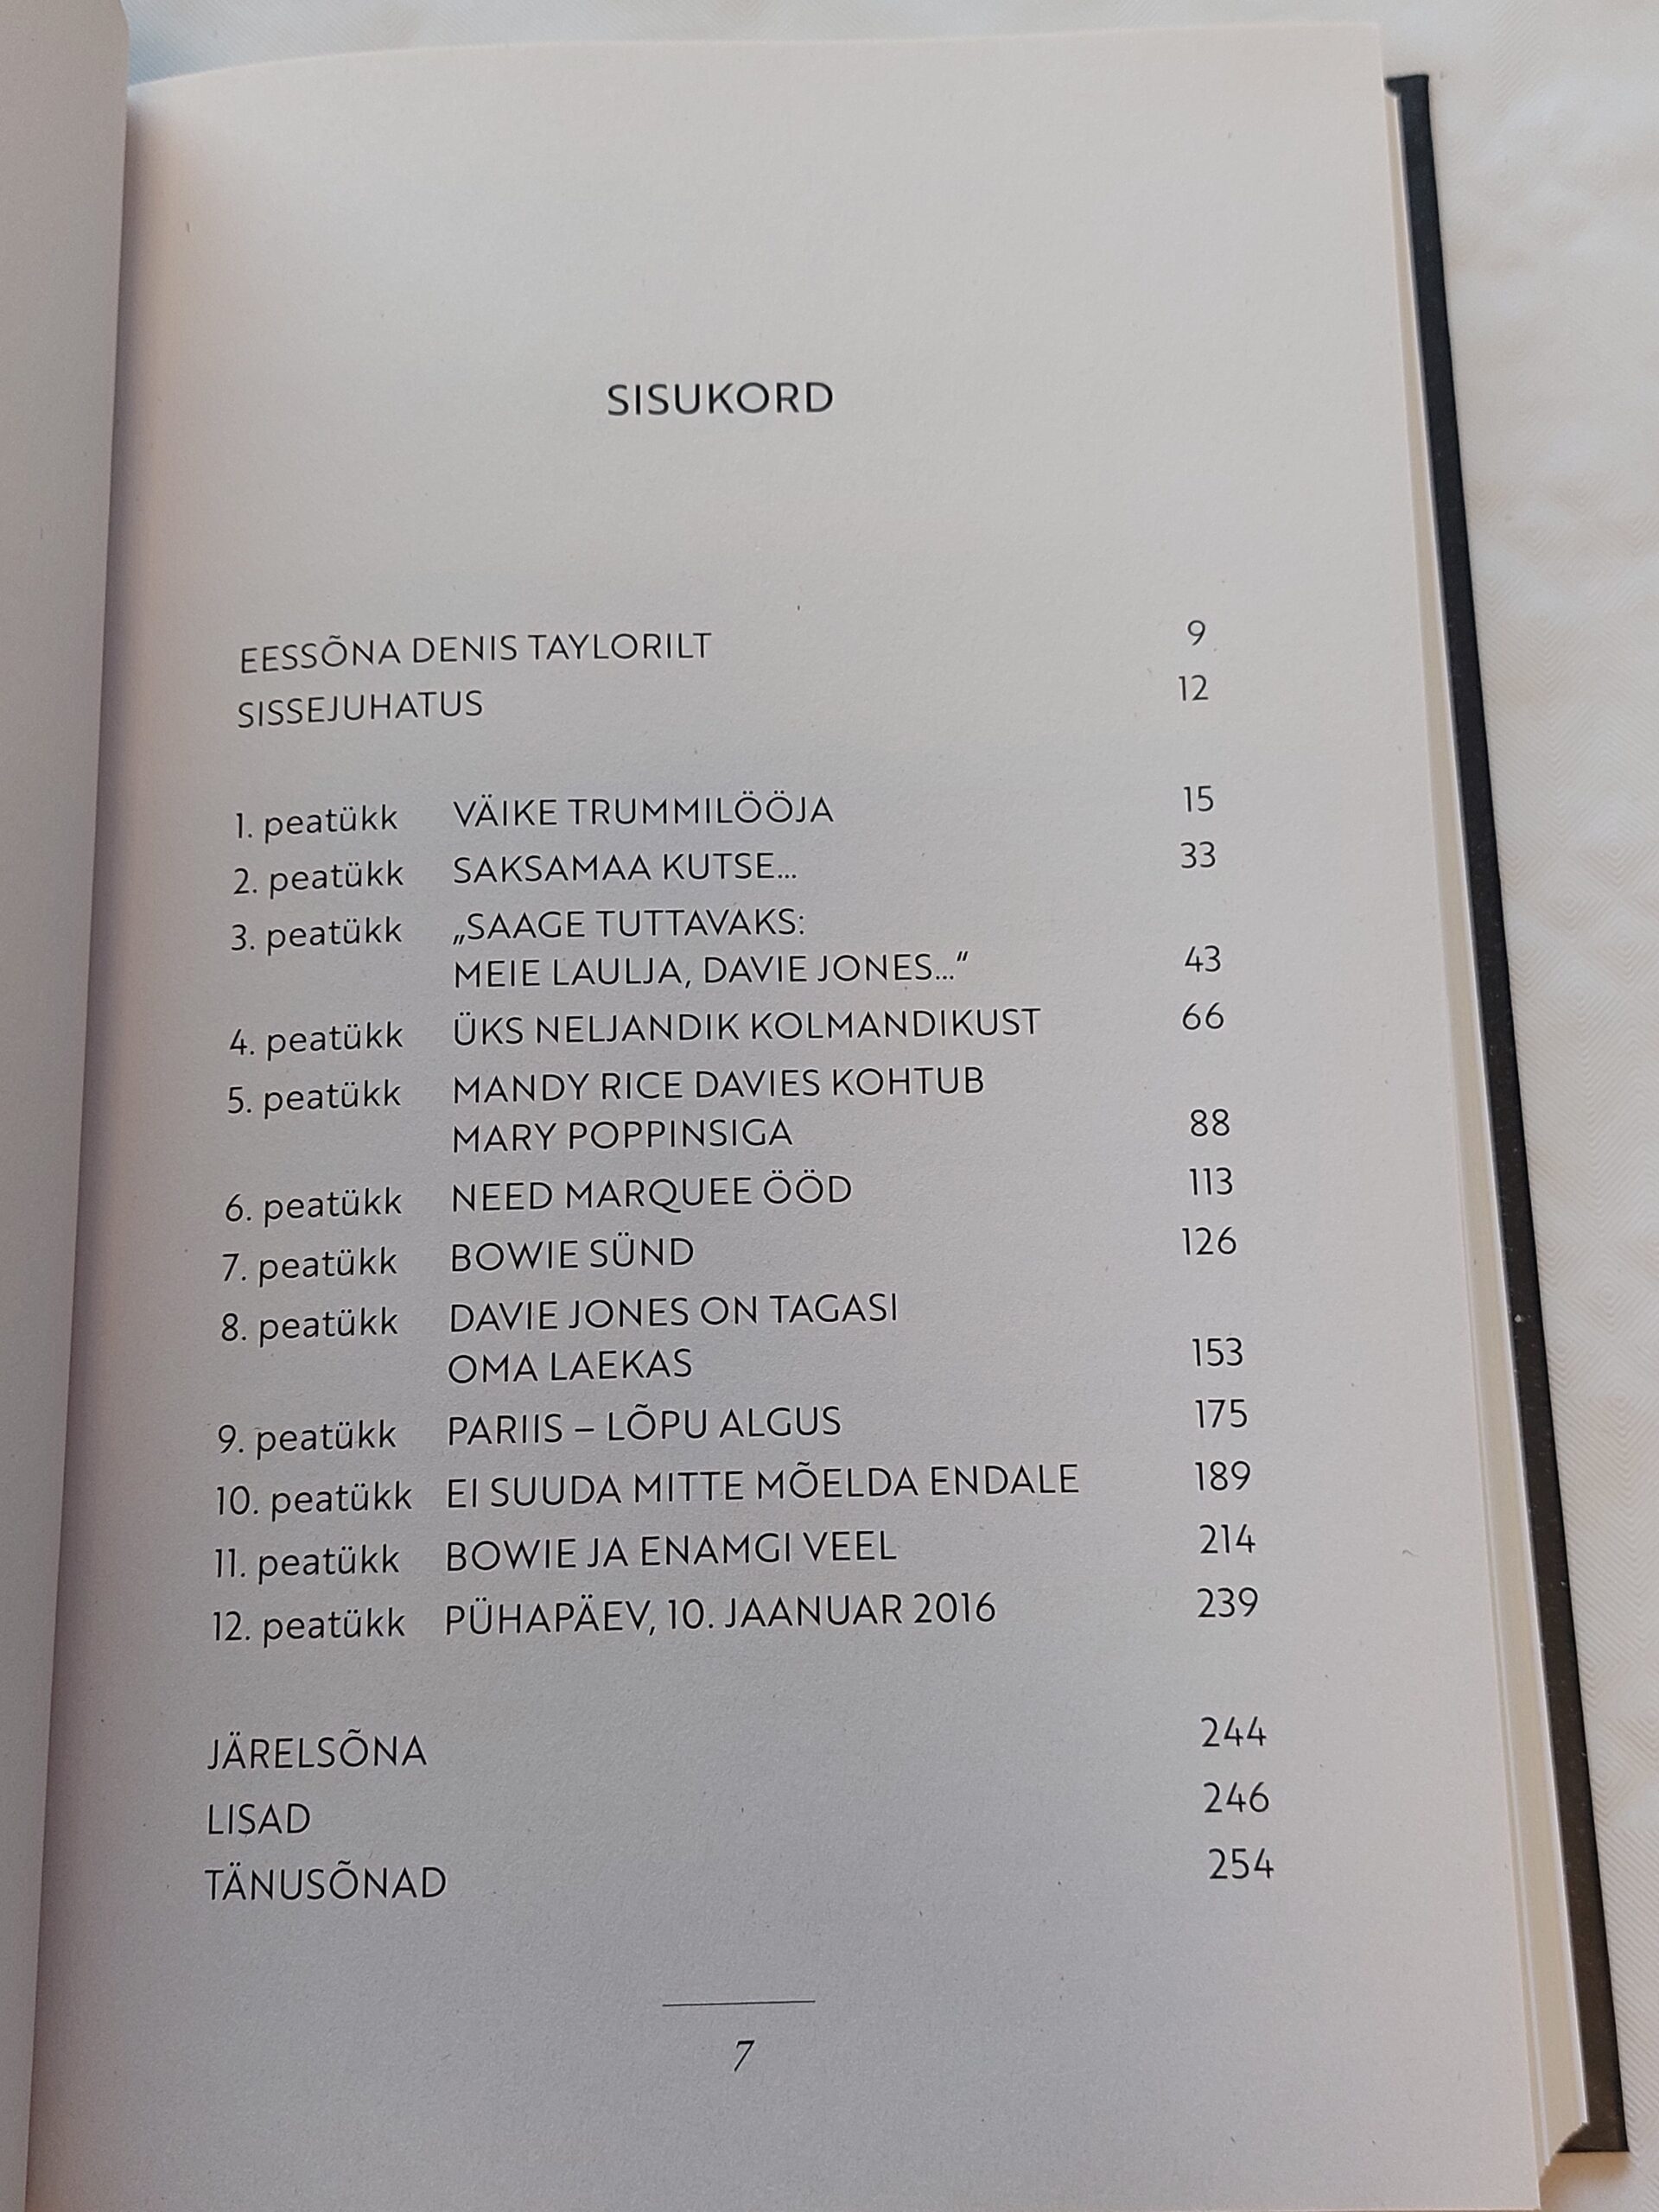 SISUKORD
EESSÕNA DENIS TAYLORILT 9
SISSEJUHATUS 12
1. peatükk VÄIKE TRUMMILÖÖJA 15
2. peatükk SAKSAMAA KUTSE... 33
3. peatükk „SAAGE TUTTAVAKS:
MEIE LAULJA, DAVIE JONES...“ 43
4. peatükk ÜKS NELJANDIK KOLMANDIKUST 66
5. peatükk MANDY RICE DAVIES KOHTUB
MARY POPPINSIGA 88
6. peatükk NEED MARQUEE ÖÖD 113
7. peatükk BOWIE SÜND 126
8. peatükk DAVIE JONES ON TAGASI
OMA LAEKAS 153
9. peatükk PARIIS – LÕPU ALGUS 175
10. peatükk EI SUUDA MITTE MÕELDA ENDALE 189
11. peatükk BOWIE JA ENAMGI VEEL 214
12. peatükk PÜHAPÄEV, 10. JAANUAR 2016 239
JÄRELSÕNA 244
LISAD 246
TÄNUSÕNAD 254
7